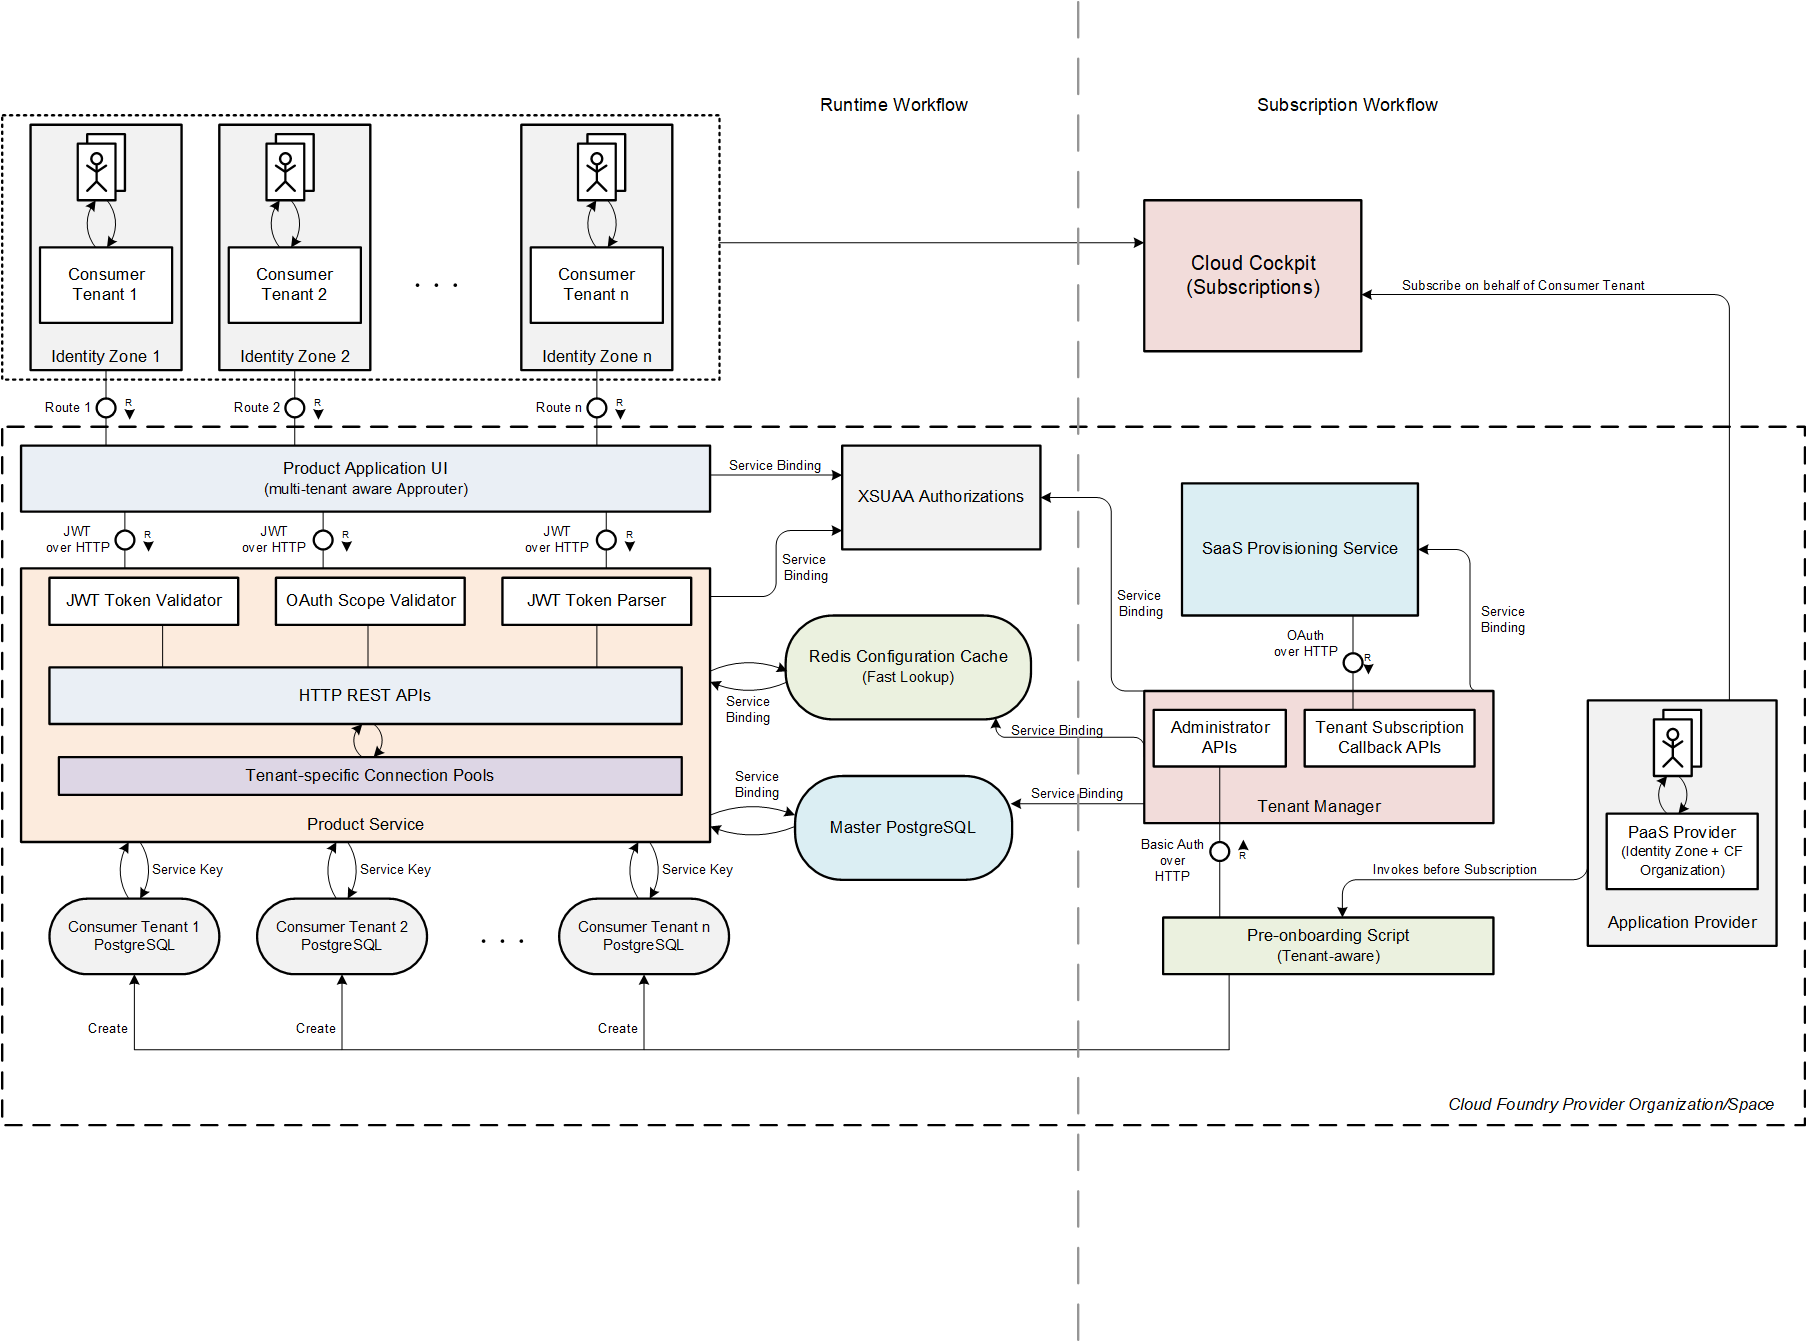 Runtime Workflow
Subscription Workflow
Consumer
Tenant 1
Identity Zone 1
Consumer
Tenant 2
Identity Zone 2
. . .
Consumer
Tenant n
Identity Zone n
Cloud Cockpit
(Subscriptions)
Subscribe on behalf of Consumer Tenant
Route 1
R
Route 2
R
Route n
R
Product Application UI
(multi-tenant aware Approuter)
Service Binding
XSUAA Authorizations
JWT
over HTTP
R
JWT
over HTTP
R
JWT
over HTTP
R
Service
Binding
SaaS Provisioning Service
JWT Token Validator
OAuth Scope Validator
JWT Token Parser
Service
Binding
Service
Binding
OAuth
over HTTP
R
Redis Configuration Cache
(Fast Lookup)
HTTP REST APIs
Service
Binding
Service Binding
Administrator
APIs
Tenant Subscription
Callback APIs
Tenant Manager
Tenant-specific Connection Pools
Product Service
Service
Binding
Master PostgreSQL
Service Binding
Basic Auth
over
HTTP
R
PaaS Provider
(Identity Zone + CF
Organization)
Application Provider
Invokes before Subscription
Service Key
Service Key
Service Key
Consumer Tenant 1
PostgreSQL
Consumer Tenant 2
PostgreSQL
. . .
Consumer Tenant n
PostgreSQL
Pre-onboarding Script
(Tenant-aware)
Create
Create
Create
Cloud Foundry Provider Organization/Space